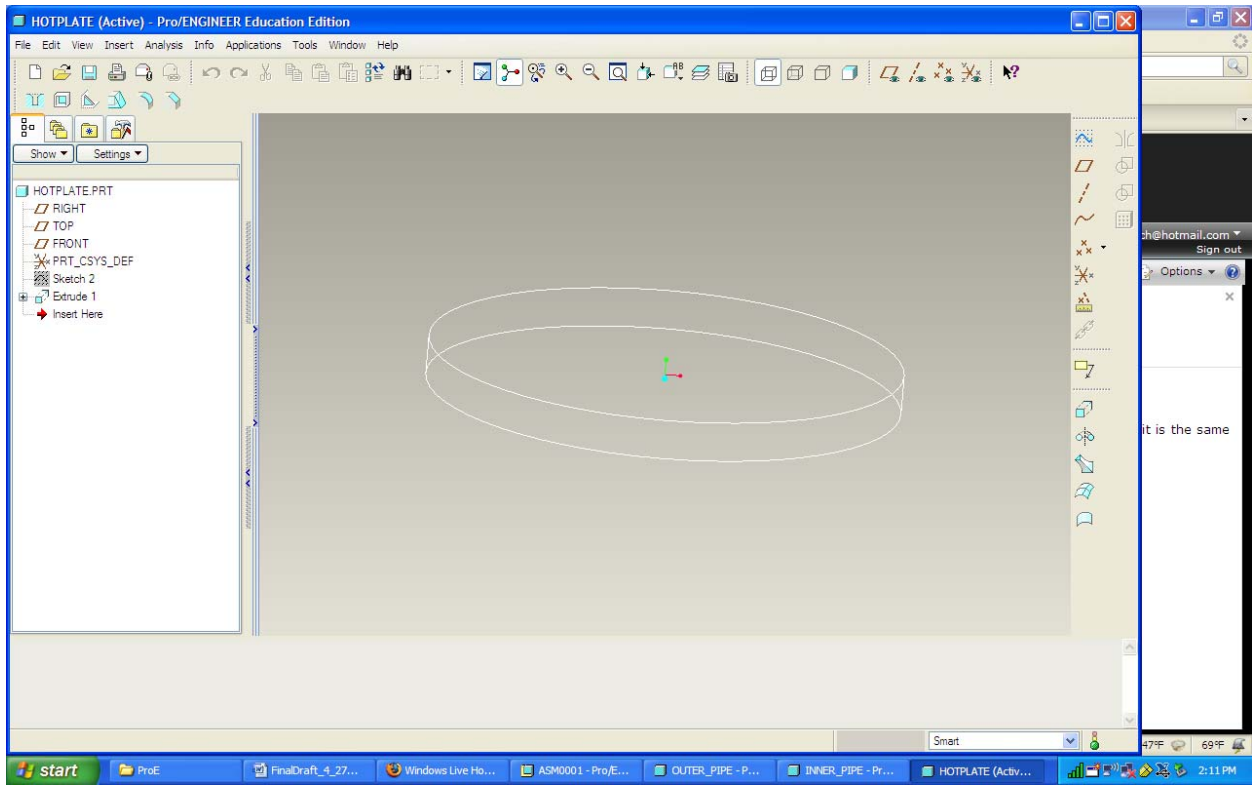 HOTPLATE (Active) - Pro/ENGINEER Education Edition
File Edit View Insert Analysis Info Applications Tools Window Help
Show Settings
HOTPLATE.PRT
RIGHT
TOP
FRONT
PRT_CSYS_DEF
Sketch 2
Extrude 1
Insert Here
ch@hotmail.com
Sign out
Options
it is the same
Smart
47°F 69°F
start ProE FinalDraft_4_27... Windows Live Ho... ASM0001 - Pro/E... OUTER_PIPE - P... INNER_PIPE - Pr... HOTPLATE (Activ... 2:11 PM